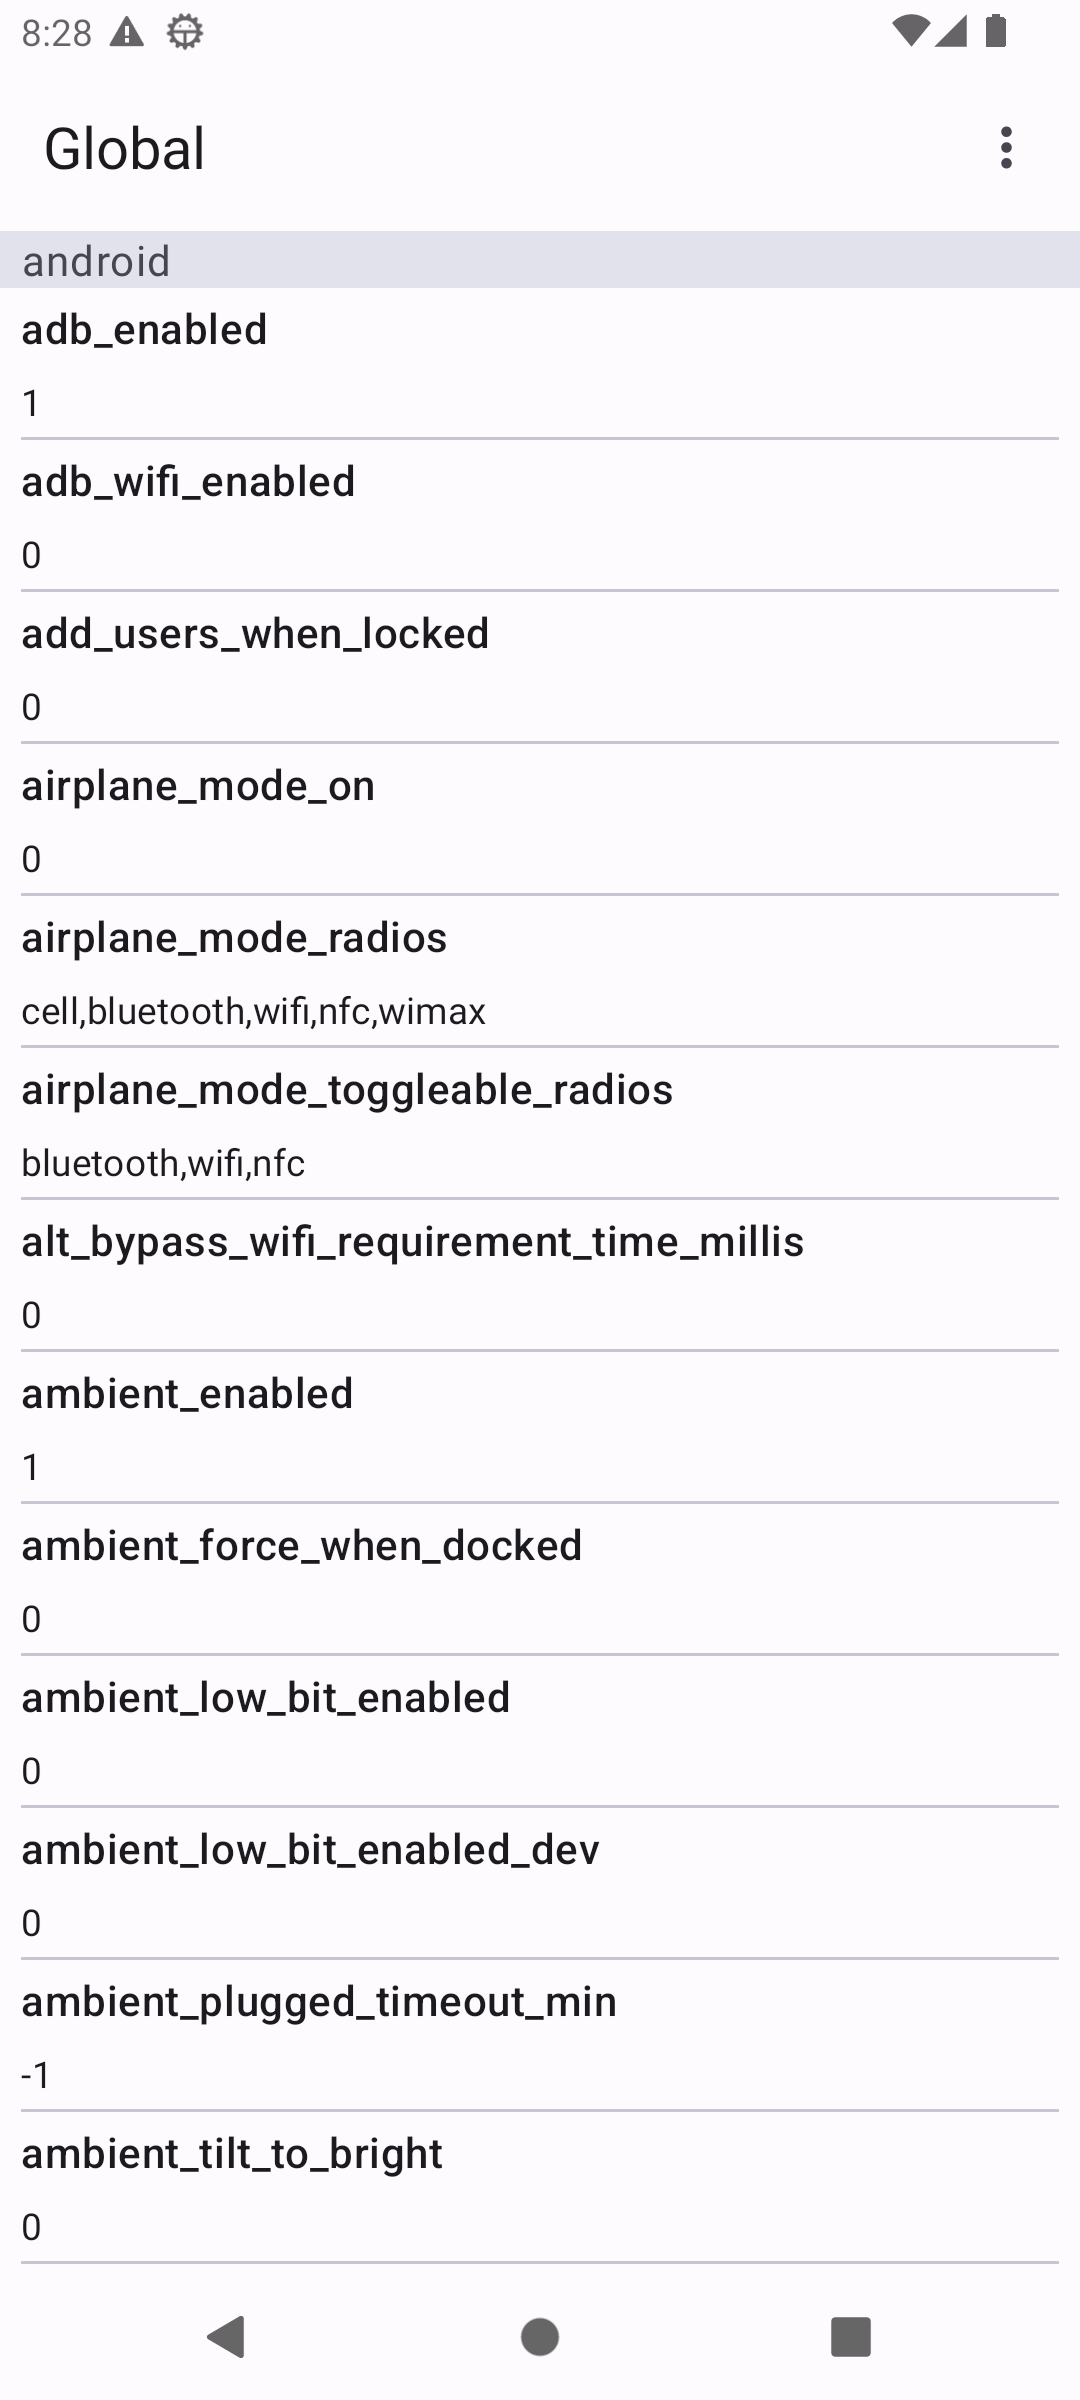 8:28
Global
android
adb_enabled
1
adb_wifi_enabled
0
add_users_when_locked
0
airplane_mode_on
0
airplane_mode_radios
cell,bluetooth,wifi,nfc,wimax
airplane_mode_toggleable_radios
bluetooth,wifi,nfc
alt_bypass_wifi_requirement_time_millis
0
ambient_enabled
1
ambient_force_when_docked
0
ambient_low_bit_enabled
0
ambient_low_bit_enabled_dev
0
ambient_plugged_timeout_min
-1
ambient_tilt_to_bright
0